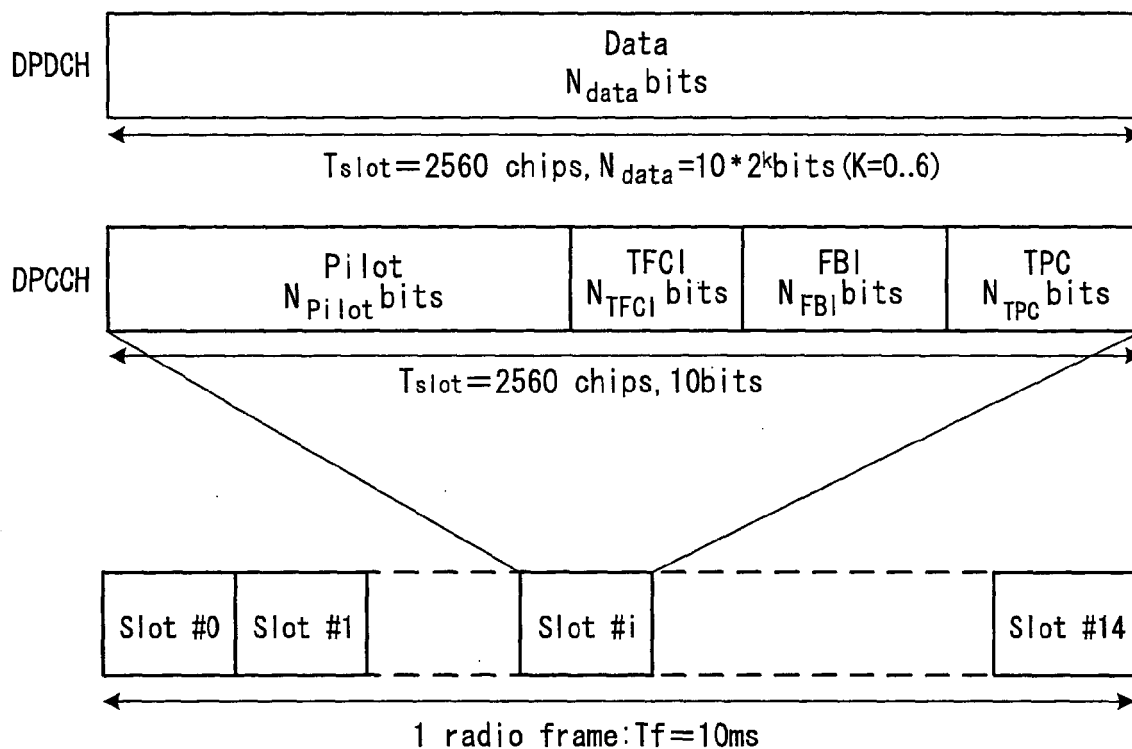 DPDCH
Data
N_data bits
Tslot=2560 chips, N_data=10*2^k bits (K=0..6)
DPCCH
Pilot
N_Pilot bits
TFCI
N_TFCI bits
FBI
N_FBI bits
TPC
N_TPC bits
Tslot=2560 chips, 10bits
Slot #0
Slot #1
Slot #i
Slot #14
1 radio frame:Tf=10ms